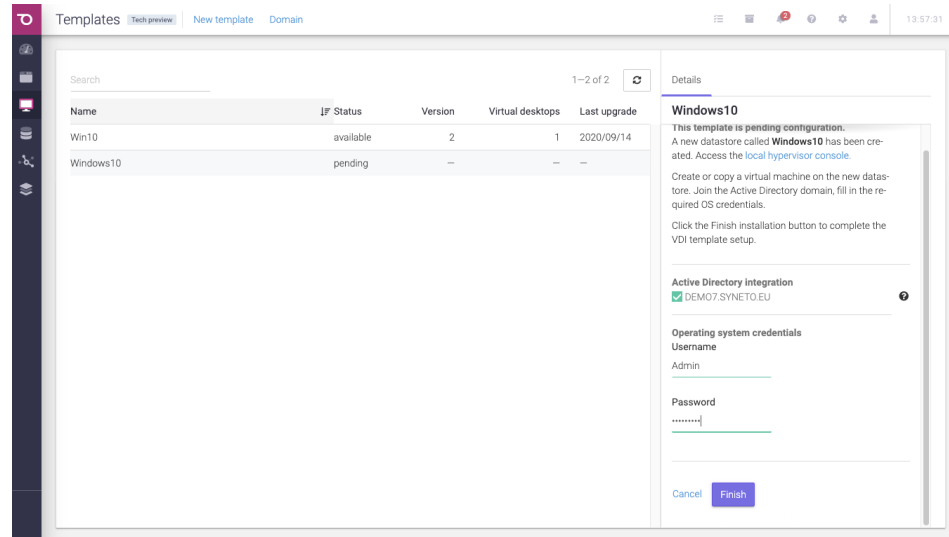 Templates Tech preview New template Domain 2 13:57:31
Search 1—2 of 2
Name Status Version Virtual desktops Last upgrade
Win10 available 2 1 2020/09/14
Windows10 pending — — —
Details
Windows10
This template is pending configuration.
A new datastore called Windows10 has been cre-
ated. Access the local hypervisor console.
Create or copy a virtual machine on the new datas-
tore. Join the Active Directory domain, fill in the re-
quired OS credentials.
Click the Finish installation button to complete the
VDI template setup.
Active Directory integration
DEMO7.SYNETO.EU
Operating system credentials
Username
Admin
Password
•••••••••
Cancel Finish